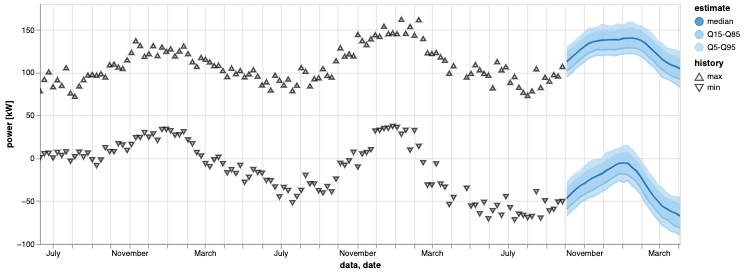 power [kW]
150
100
50
0
−50
−100
July
November
March
July
November
March
July
November
March
data, date
estimate
median
Q15-Q85
Q5-Q95
history
max
min